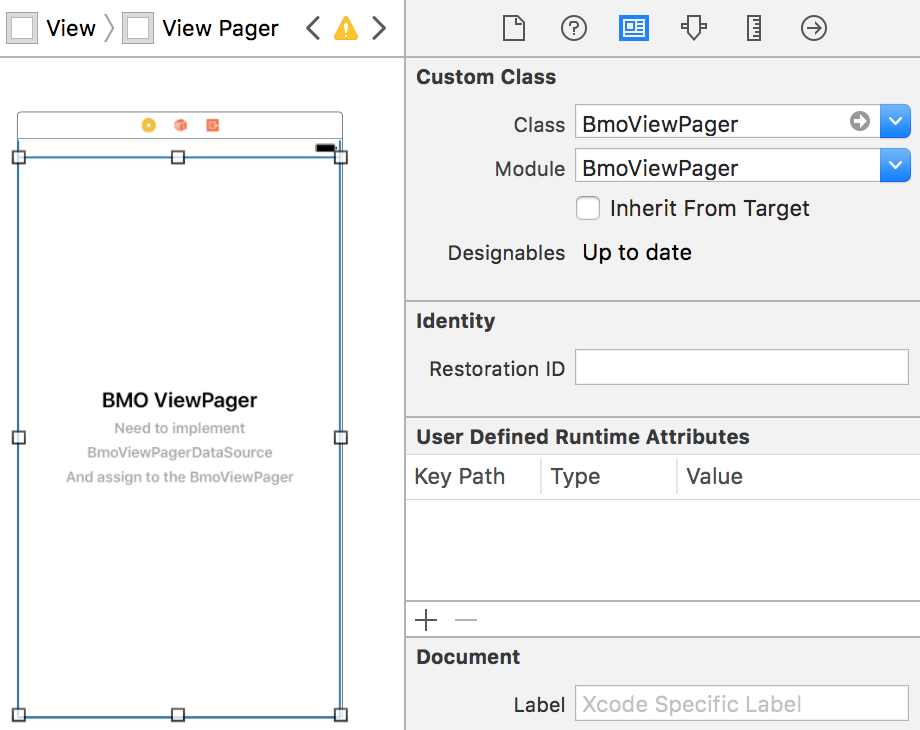 View
View Pager
BMO ViewPager
Need to implement
BmoViewPagerDataSource
And assign to the BmoViewPager
Custom Class
Class BmoViewPager
Module BmoViewPager
Inherit From Target
Designables Up to date
Identity
Restoration ID
User Defined Runtime Attributes
Key Path Type Value
Document
Label Xcode Specific Label